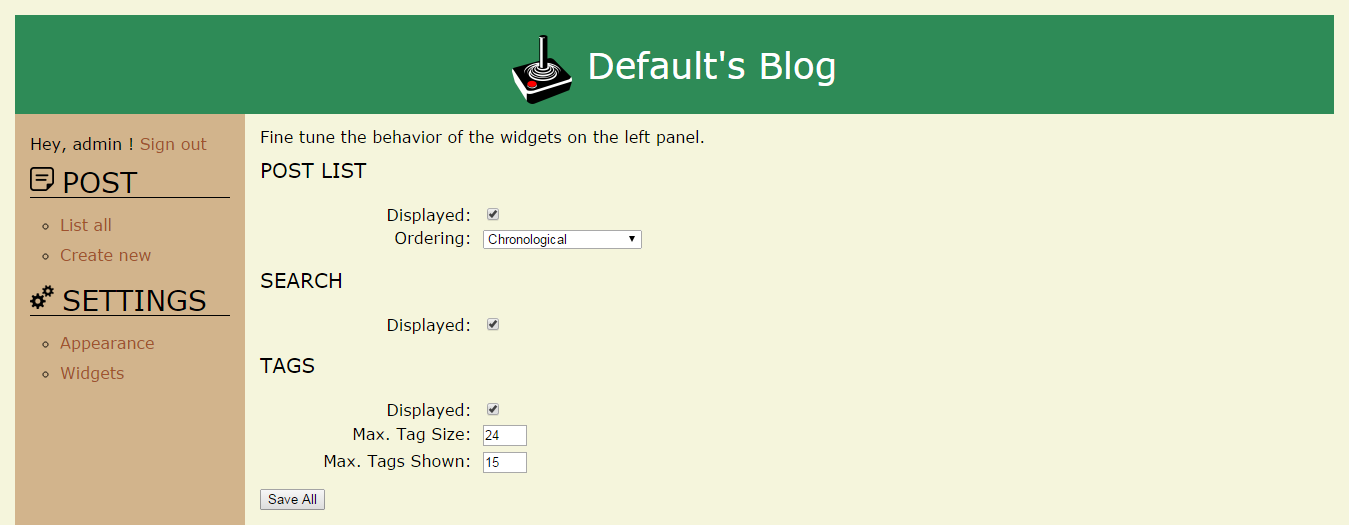 Default's Blog
Hey, admin ! Sign out
POST
List all
Create new
SETTINGS
Appearance
Widgets
Fine tune the behavior of the widgets on the left panel.
POST LIST
Displayed:
Ordering: Chronological
SEARCH
Displayed:
TAGS
Displayed:
Max. Tag Size: 24
Max. Tags Shown: 15
Save All